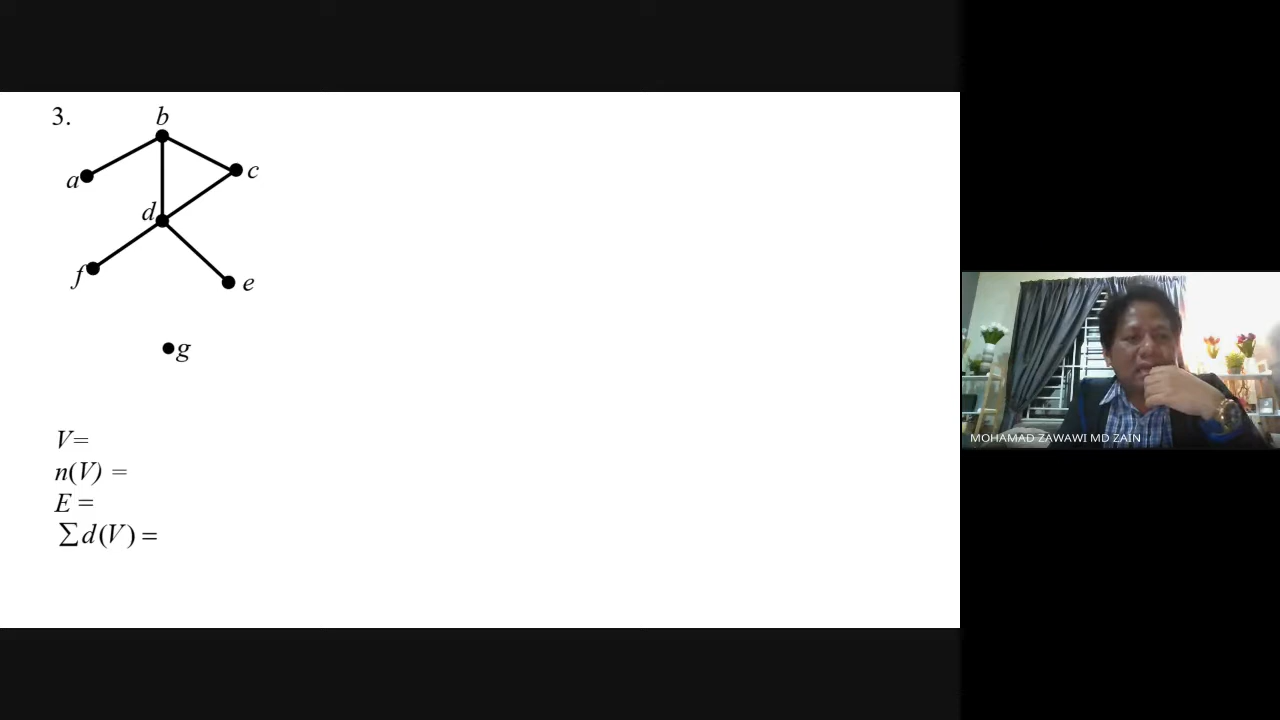 3.
b
a
c
d
f
e
g
V=
n(V) =
E =
∑d(V) =
MOHAMAD ZAWAWI MD ZAIN